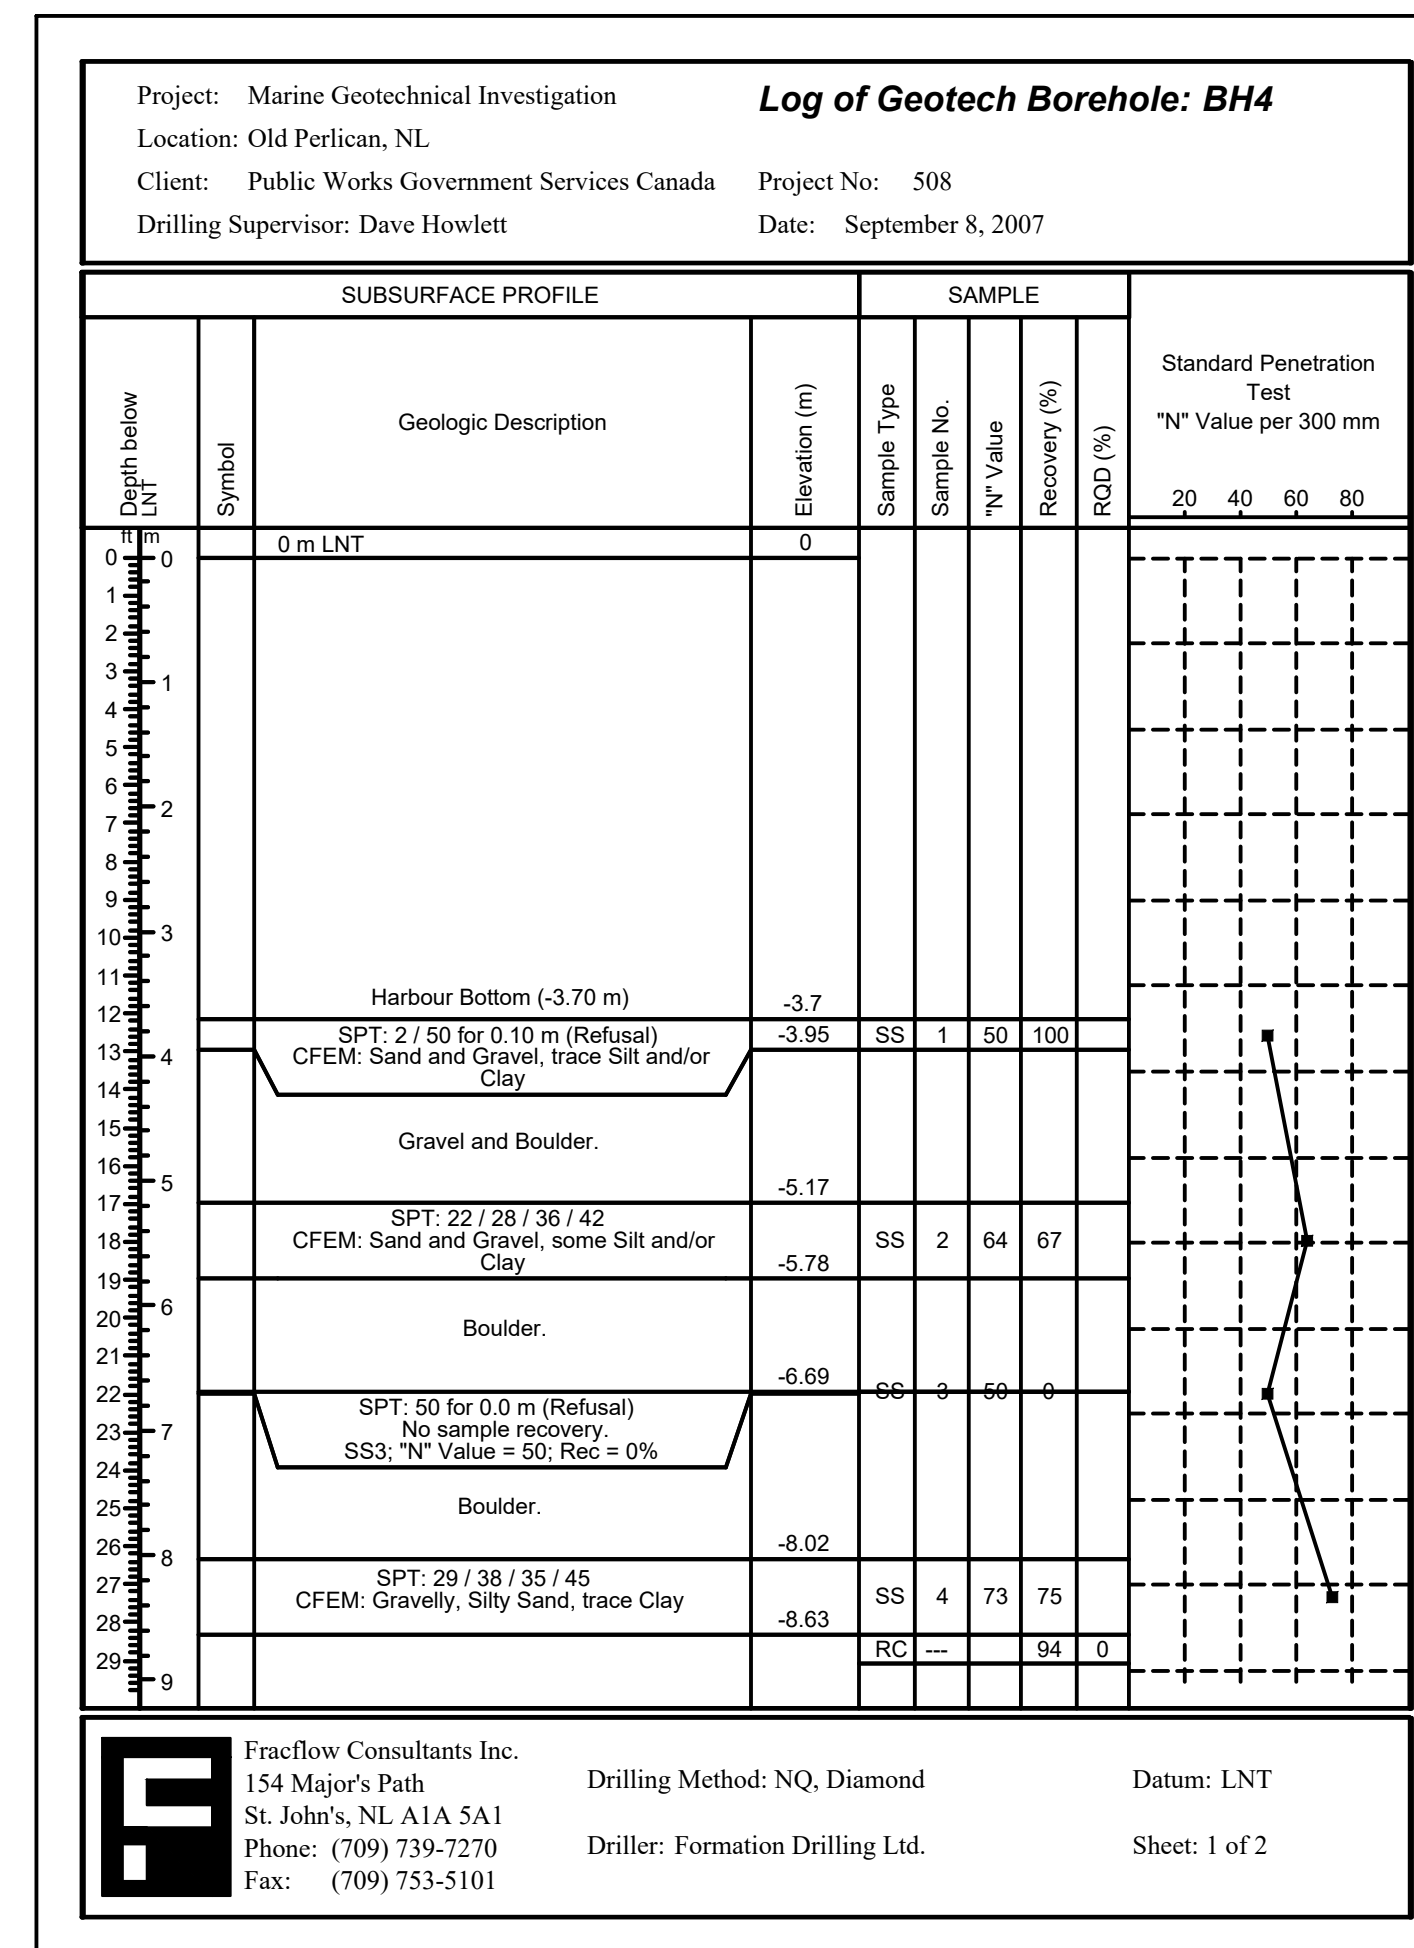 Project: Marine Geotechnical Investigation
Log of Geotech Borehole: BH4
Location: Old Perlican, NL
Client: Public Works Government Services Canada
Project No: 508
Drilling Supervisor: Dave Howlett
Date: September 8, 2007
SUBSURFACE PROFILE
SAMPLE
Depth below
LNT
Symbol
Geologic Description
Elevation (m)
Sample Type
Sample No.
"N" Value
Recovery (%)
RQD (%)
Standard Penetration
Test
"N" Value per 300 mm
20 40 60 80
ft m
0 0
1
2
3
1
4
5
6
2
7
8
9
10 3
11
12
13
4
14
15
16
5
17
18
19
6
20
21
22
23 7
24
25
26
8
27
28
29
9
0 m LNT 0
Harbour Bottom (-3.70 m) -3.7
SPT: 2 / 50 for 0.10 m (Refusal) -3.95 SS 1 50 100
CFEM: Sand and Gravel, trace Silt and/or
Clay
Gravel and Boulder.
-5.17
SPT: 22 / 28 / 36 / 42
CFEM: Sand and Gravel, some Silt and/or SS 2 64 67
Clay -5.78
Boulder.
-6.69
SS 3 50 0
SPT: 50 for 0.0 m (Refusal)
No sample recovery.
SS3; "N" Value = 50; Rec = 0%
Boulder.
-8.02
SPT: 29 / 38 / 35 / 45
CFEM: Gravelly, Silty Sand, trace Clay SS 4 73 75
-8.63
RC --- 94 0
Fracflow Consultants Inc.
154 Major's Path
St. John's, NL A1A 5A1
Phone: (709) 739-7270
Fax: (709) 753-5101
Drilling Method: NQ, Diamond
Driller: Formation Drilling Ltd.
Datum: LNT
Sheet: 1 of 2